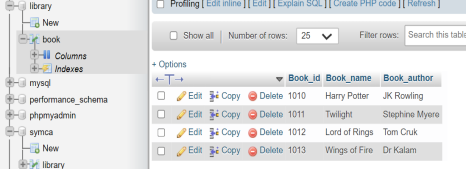 library
New
book
Columns
Indexes
mysql
performance_schema
phpmyadmin
symca
New
library
Profiling [ Edit inline ] [ Edit ] [ Explain SQL ] [ Create PHP code ] [ Refresh ]
Show all Number of rows: 25 Filter rows: Search this table
+ Options
Book_id Book_name Book_author
Edit Copy Delete 1010 Harry Potter JK Rowling
Edit Copy Delete 1011 Twilight Stephine Myere
Edit Copy Delete 1012 Lord of Rings Tom Cruk
Edit Copy Delete 1013 Wings of Fire Dr Kalam